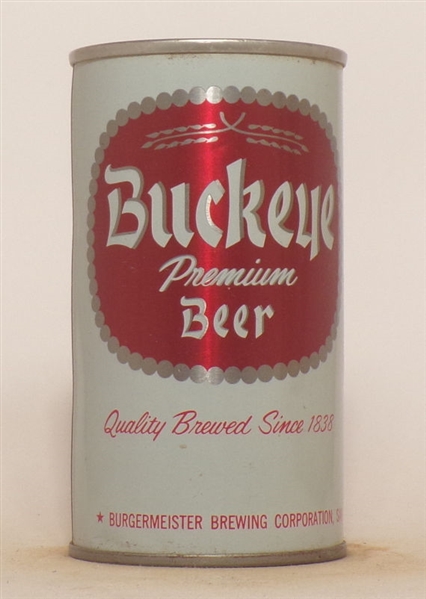 Buckeye
Premium
Beer
Quality Brewed Since 1838
★ BURGERMEISTER BREWING CORPORATION,